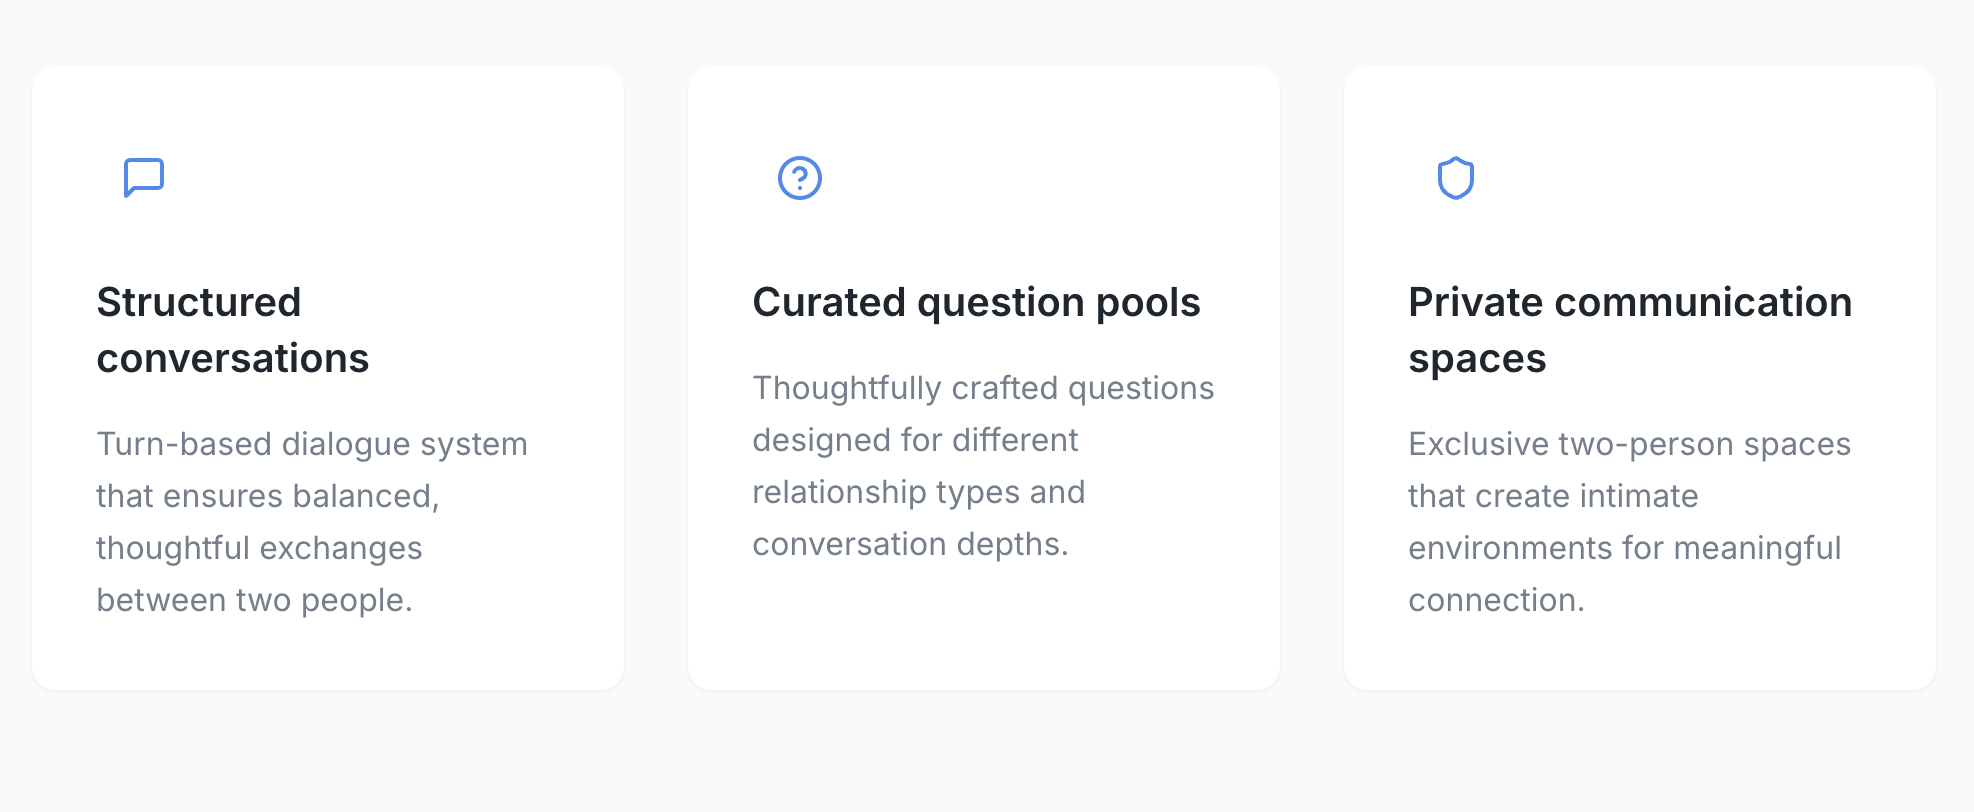 Structured
conversations
Turn-based dialogue system
that ensures balanced,
thoughtful exchanges
between two people.
Curated question pools
Thoughtfully crafted questions
designed for different
relationship types and
conversation depths.
Private communication
spaces
Exclusive two-person spaces
that create intimate
environments for meaningful
connection.